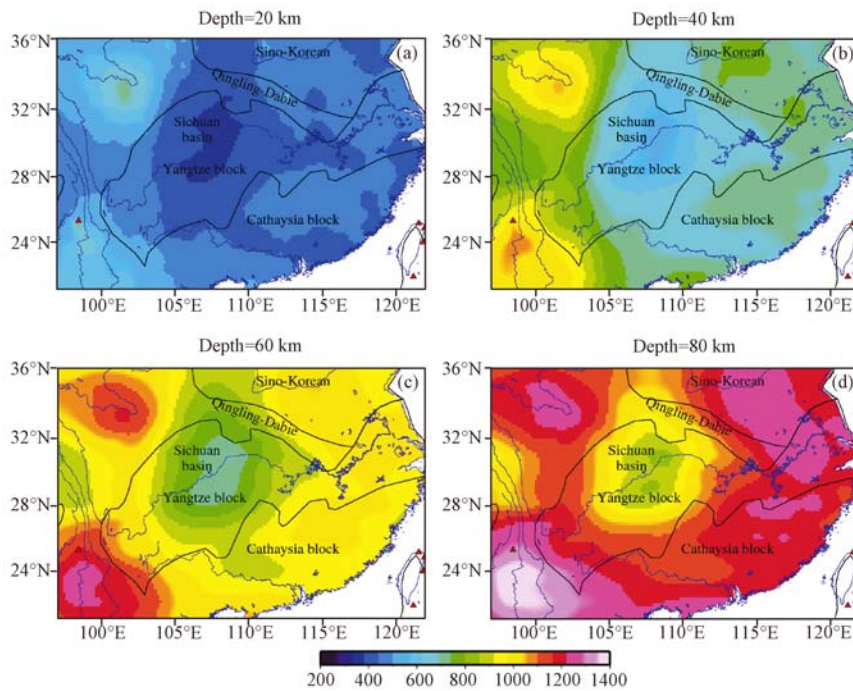 Depth=20 km
36°N
32°N
28°N
24°N
(a)
Sino-Korean
Qingling-Dabie
Sichuan
basin
Yangtze block
Cathaysia block
100°E 105°E 110°E 115°E 120°E
Depth=40 km
36°N
32°N
28°N
24°N
(b)
Sino-Korean
Qingling-Dabie
Sichuan
basin
Yangtze block
Cathaysia block
100°E 105°E 110°E 115°E 120°E
Depth=60 km
36°N
32°N
28°N
24°N
(c)
Sino-Korean
Qingling-Dabie
Sichuan
basin
Yangtze block
Cathaysia block
100°E 105°E 110°E 115°E 120°E
Depth=80 km
36°N
32°N
28°N
24°N
(d)
Sino-Korean
Qingling-Dabie
Sichuan
basin
Yangtze block
Cathaysia block
100°E 105°E 110°E 115°E 120°E
200 400 600 800 1000 1200 1400